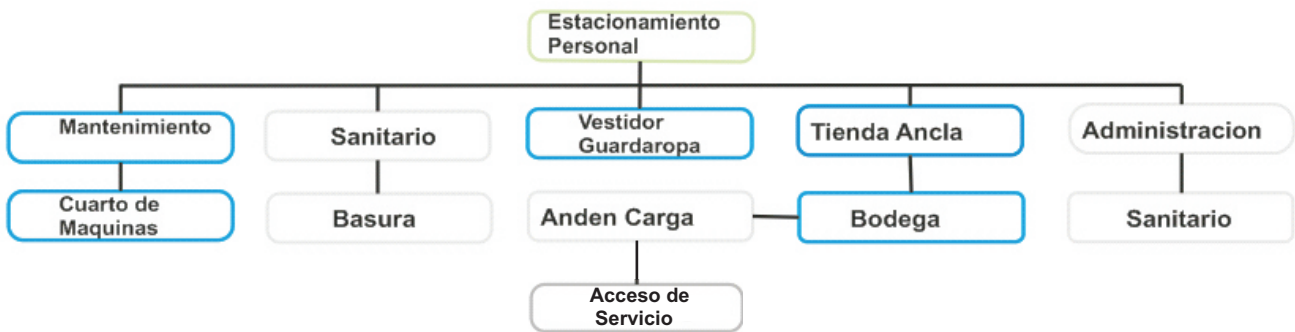 Estacionamiento
Personal
Mantenimiento
Sanitario
Vestidor
Guardaropa
Tienda Ancla
Administracion
Cuarto de
Maquinas
Basura
Anden Carga
Bodega
Sanitario
Acceso de
Servicio